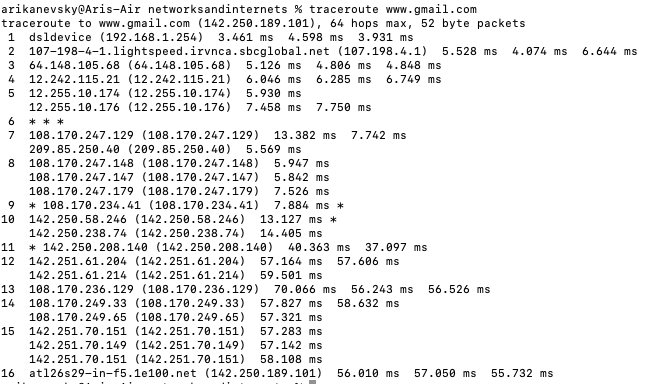 arikanevsky@Aris-Air networksandinternets % traceroute www.gmail.com
traceroute to www.gmail.com (142.250.189.101), 64 hops max, 52 byte packets
 1  dsldevice (192.168.1.254)  3.461 ms  4.598 ms  3.931 ms
 2  107-198-4-1.lightspeed.irvnca.sbcglobal.net (107.198.4.1)  5.528 ms  4.074 ms  6.644 ms
 3  64.148.105.68 (64.148.105.68)  5.126 ms  4.806 ms  4.848 ms
 4  12.242.115.21 (12.242.115.21)  6.046 ms  6.285 ms  6.749 ms
 5  12.255.10.174 (12.255.10.174)  5.930 ms
    12.255.10.176 (12.255.10.176)  7.458 ms  7.750 ms
 6  * * *
 7  108.170.247.129 (108.170.247.129)  13.382 ms  7.742 ms
    209.85.250.40 (209.85.250.40)  5.569 ms
 8  108.170.247.148 (108.170.247.148)  5.947 ms
    108.170.247.147 (108.170.247.147)  5.842 ms
    108.170.247.179 (108.170.247.179)  7.526 ms
 9  * 108.170.234.41 (108.170.234.41)  7.884 ms *
10  142.250.58.246 (142.250.58.246)  13.127 ms *
    142.250.238.74 (142.250.238.74)  14.405 ms
11  * 142.250.208.140 (142.250.208.140)  40.363 ms  37.097 ms
12  142.251.61.204 (142.251.61.204)  57.164 ms  57.606 ms
    142.251.61.214 (142.251.61.214)  59.501 ms
13  108.170.236.129 (108.170.236.129)  70.066 ms  56.243 ms  56.526 ms
14  108.170.249.33 (108.170.249.33)  57.827 ms  58.632 ms
    108.170.249.65 (108.170.249.65)  57.321 ms
15  142.251.70.151 (142.251.70.151)  57.283 ms
    142.251.70.149 (142.251.70.149)  57.142 ms
    142.251.70.151 (142.251.70.151)  58.108 ms
16  atl26s29-in-f5.1e100.net (142.250.189.101)  56.010 ms  57.050 ms  55.732 ms